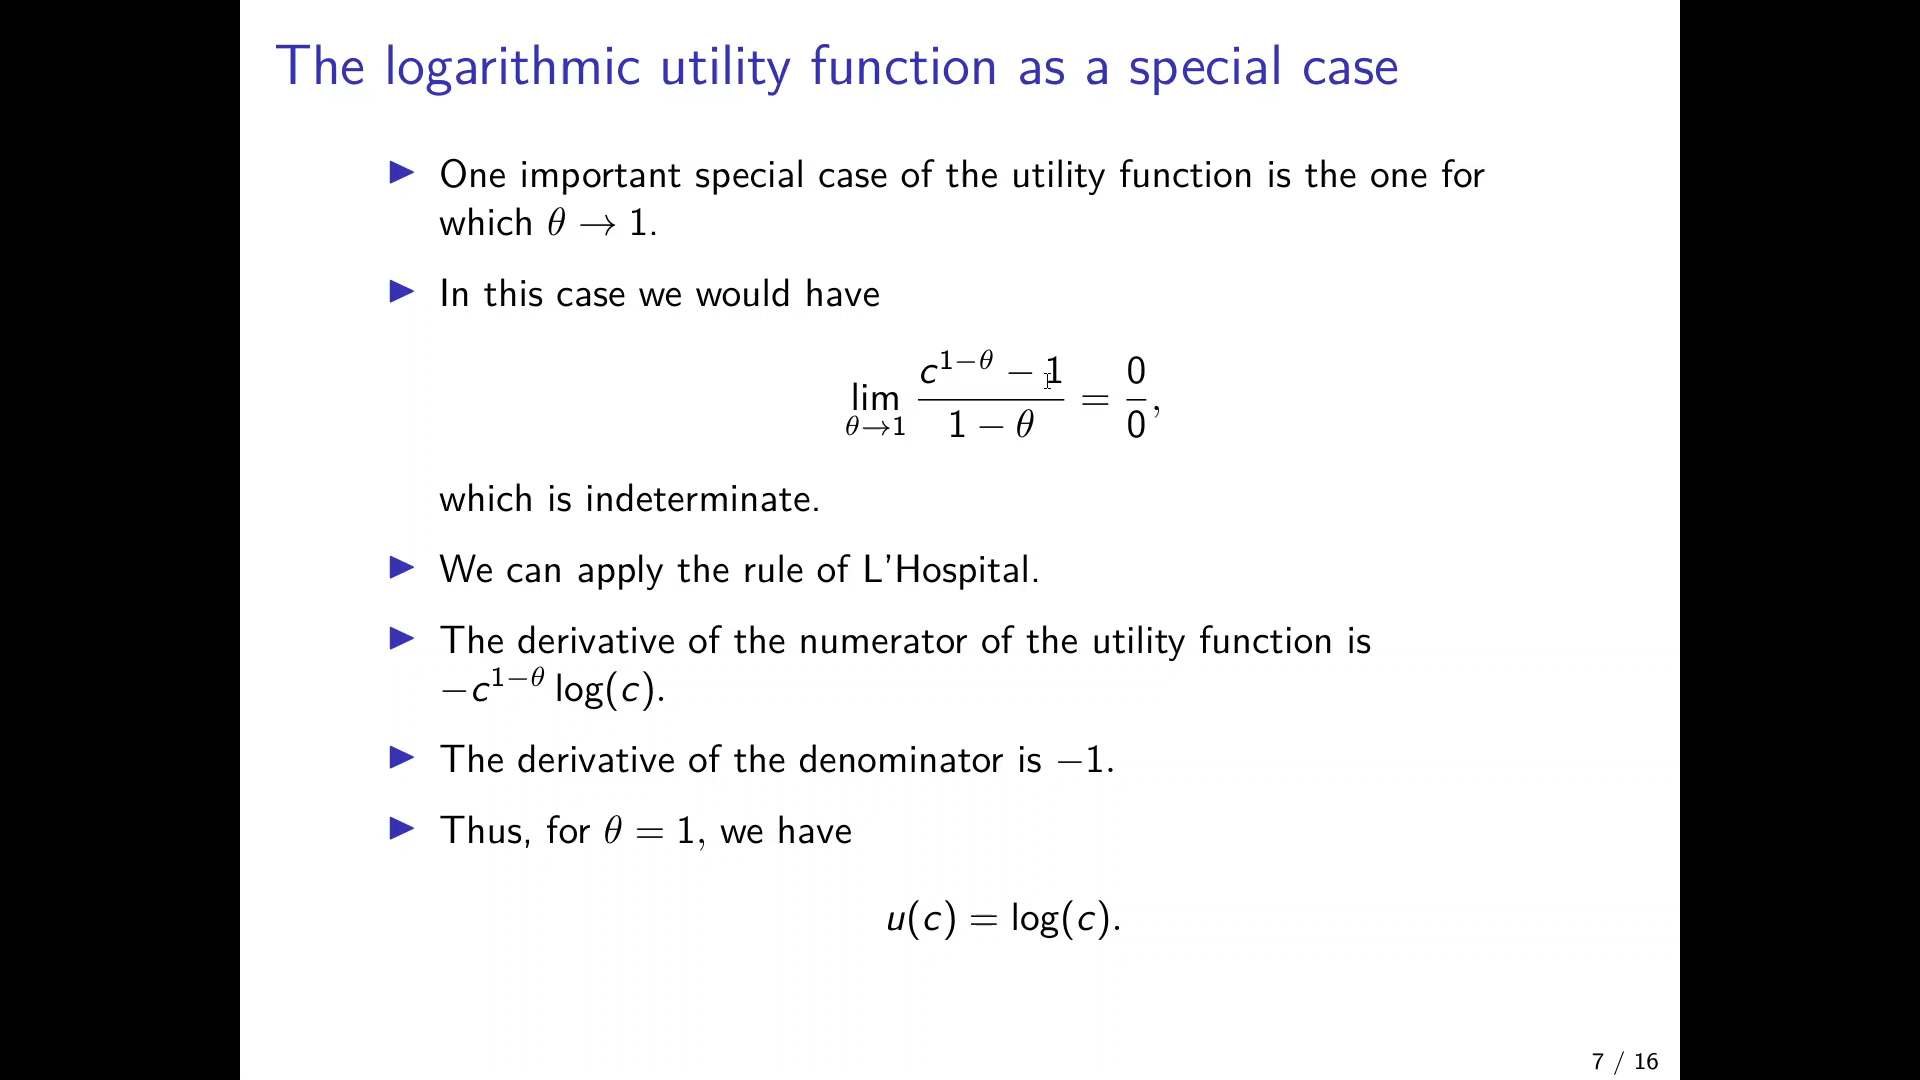 The logarithmic utility function as a special case
▶ One important special case of the utility function is the one for
which θ → 1.
▶ In this case we would have
lim_{θ→1} \frac{c^{1−θ} − 1}{1 − θ} = \frac{0}{0},
which is indeterminate.
▶ We can apply the rule of L'Hospital.
▶ The derivative of the numerator of the utility function is
−c^{1−θ} log(c).
▶ The derivative of the denominator is −1.
▶ Thus, for θ = 1, we have
u(c) = log(c).
7 / 16